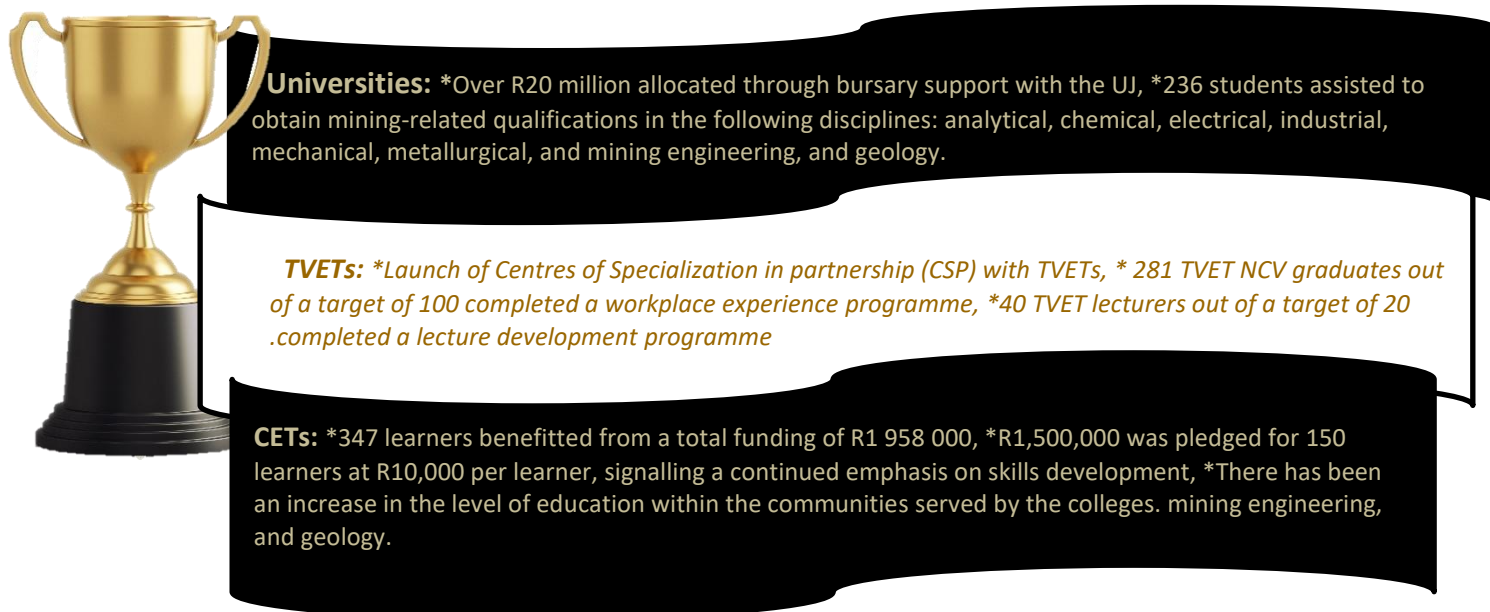 Universities: *Over R20 million allocated through bursary support with the UJ, *236 students assisted to
obtain mining-related qualifications in the following disciplines: analytical, chemical, electrical, industrial,
mechanical, metallurgical, and mining engineering, and geology.
TVETs: *Launch of Centres of Specialization in partnership (CSP) with TVETs, * 281 TVET NCV graduates out
of a target of 100 completed a workplace experience programme, *40 TVET lecturers out of a target of 20
.completed a lecture development programme
CETs: *347 learners benefitted from a total funding of R1 958 000, *R1,500,000 was pledged for 150
learners at R10,000 per learner, signalling a continued emphasis on skills development, *There has been
an increase in the level of education within the communities served by the colleges. mining engineering,
and geology.